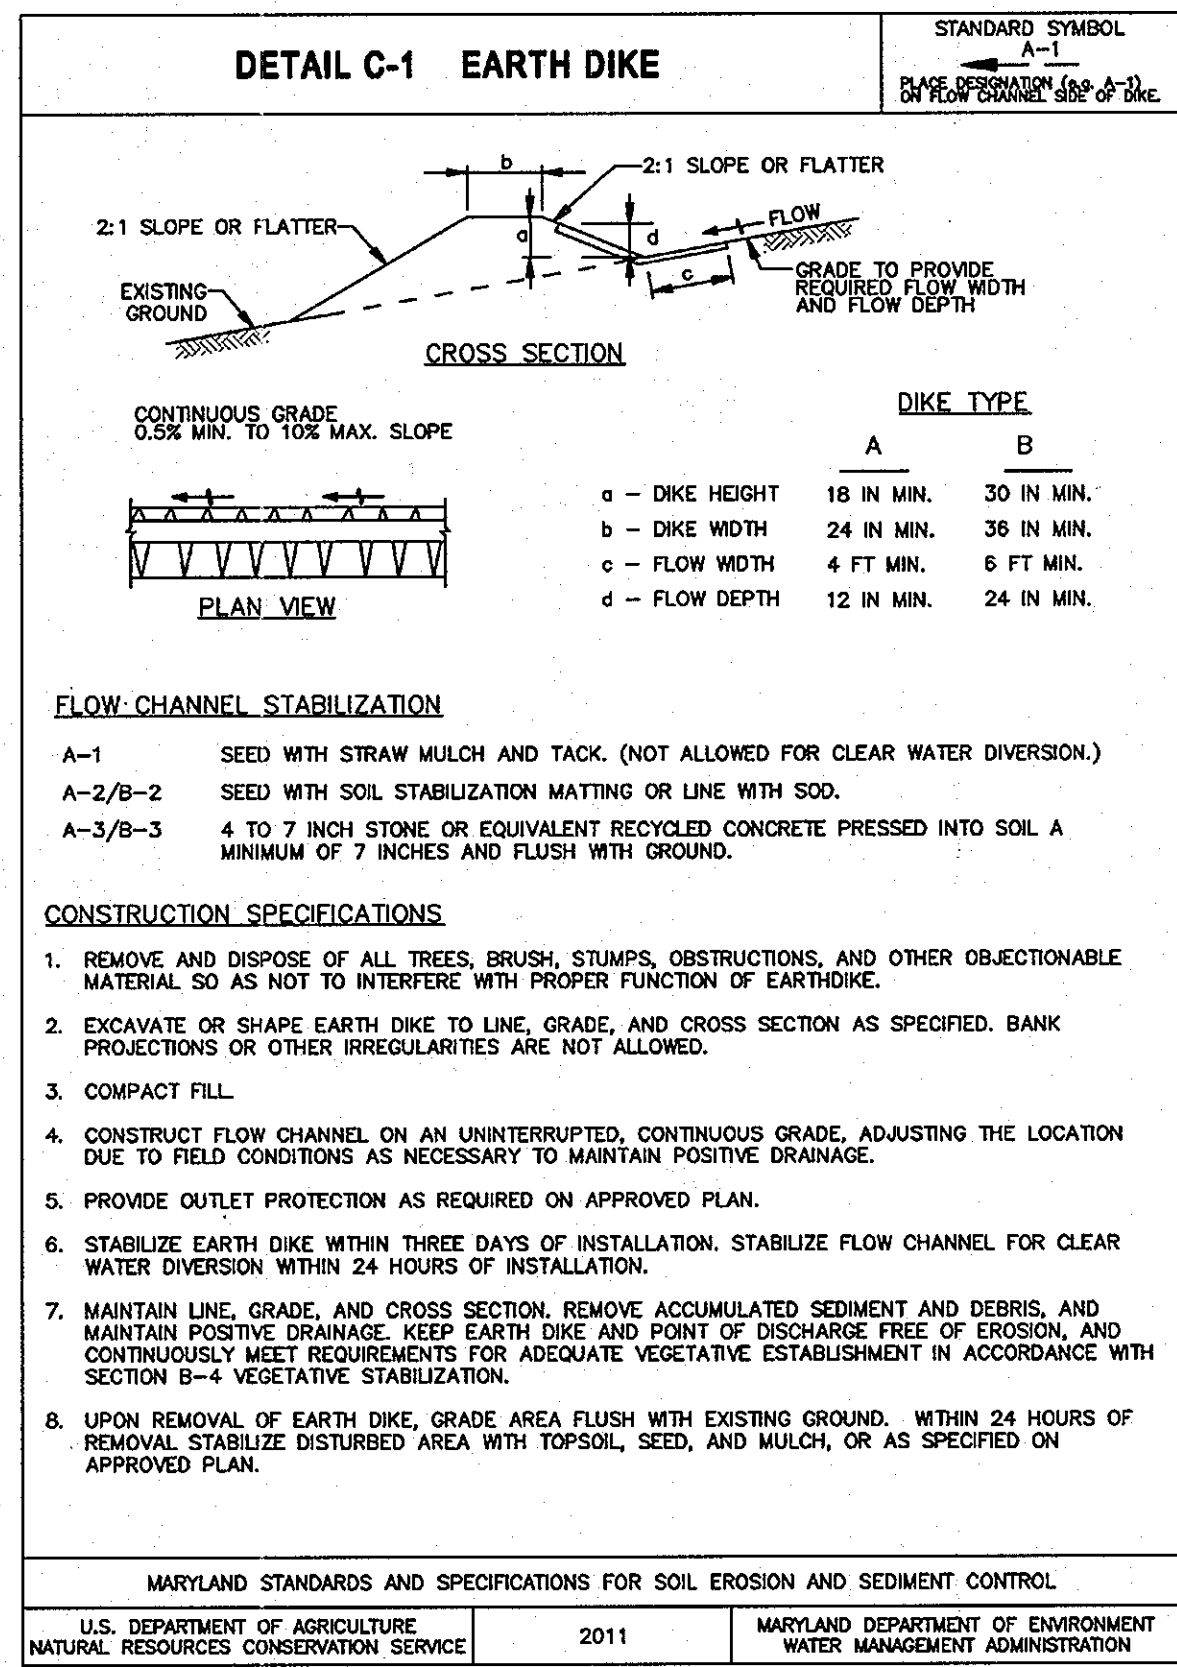 DETAIL C-1 EARTH DIKE
STANDARD SYMBOL
A-1
PLACE DESIGNATION (e.g. A-1)
ON FLOW CHANNEL SIDE OF DIKE.
b
2:1 SLOPE OR FLATTER
2:1 SLOPE OR FLATTER
a
d
FLOW
c
EXISTING
GROUND
GRADE TO PROVIDE
REQUIRED FLOW WIDTH
AND FLOW DEPTH
CROSS SECTION
CONTINUOUS GRADE
0.5% MIN. TO 10% MAX. SLOPE
PLAN VIEW
DIKE TYPE
A B
a - DIKE HEIGHT 18 IN MIN. 30 IN MIN.
b - DIKE WIDTH 24 IN MIN. 36 IN MIN.
c - FLOW WIDTH 4 FT MIN. 6 FT MIN.
d - FLOW DEPTH 12 IN MIN. 24 IN MIN.
FLOW CHANNEL STABILIZATION
A-1 SEED WITH STRAW MULCH AND TACK. (NOT ALLOWED FOR CLEAR WATER DIVERSION.)
A-2/B-2 SEED WITH SOIL STABILIZATION MATTING OR LINE WITH SOD.
A-3/B-3 4 TO 7 INCH STONE OR EQUIVALENT RECYCLED CONCRETE PRESSED INTO SOIL A
MINIMUM OF 7 INCHES AND FLUSH WITH GROUND.
CONSTRUCTION SPECIFICATIONS
1. REMOVE AND DISPOSE OF ALL TREES, BRUSH, STUMPS, OBSTRUCTIONS, AND OTHER OBJECTIONABLE
MATERIAL SO AS NOT TO INTERFERE WITH PROPER FUNCTION OF EARTHDIKE.
2. EXCAVATE OR SHAPE EARTH DIKE TO LINE, GRADE, AND CROSS SECTION AS SPECIFIED. BANK
PROJECTIONS OR OTHER IRREGULARITIES ARE NOT ALLOWED.
3. COMPACT FILL.
4. CONSTRUCT FLOW CHANNEL ON AN UNINTERRUPTED, CONTINUOUS GRADE, ADJUSTING THE LOCATION
DUE TO FIELD CONDITIONS AS NECESSARY TO MAINTAIN POSITIVE DRAINAGE.
5. PROVIDE OUTLET PROTECTION AS REQUIRED ON APPROVED PLAN.
6. STABILIZE EARTH DIKE WITHIN THREE DAYS OF INSTALLATION. STABILIZE FLOW CHANNEL FOR CLEAR
WATER DIVERSION WITHIN 24 HOURS OF INSTALLATION.
7. MAINTAIN LINE, GRADE, AND CROSS SECTION. REMOVE ACCUMULATED SEDIMENT AND DEBRIS, AND
MAINTAIN POSITIVE DRAINAGE. KEEP EARTH DIKE AND POINT OF DISCHARGE FREE OF EROSION, AND
CONTINUOUSLY MEET REQUIREMENTS FOR ADEQUATE VEGETATIVE ESTABLISHMENT IN ACCORDANCE WITH
SECTION B-4 VEGETATIVE STABILIZATION.
8. UPON REMOVAL OF EARTH DIKE, GRADE AREA FLUSH WITH EXISTING GROUND. WITHIN 24 HOURS OF
REMOVAL STABILIZE DISTURBED AREA WITH TOPSOIL, SEED, AND MULCH, OR AS SPECIFIED ON
APPROVED PLAN.
MARYLAND STANDARDS AND SPECIFICATIONS FOR SOIL EROSION AND SEDIMENT CONTROL
U.S. DEPARTMENT OF AGRICULTURE
NATURAL RESOURCES CONSERVATION SERVICE
2011
MARYLAND DEPARTMENT OF ENVIRONMENT
WATER MANAGEMENT ADMINISTRATION